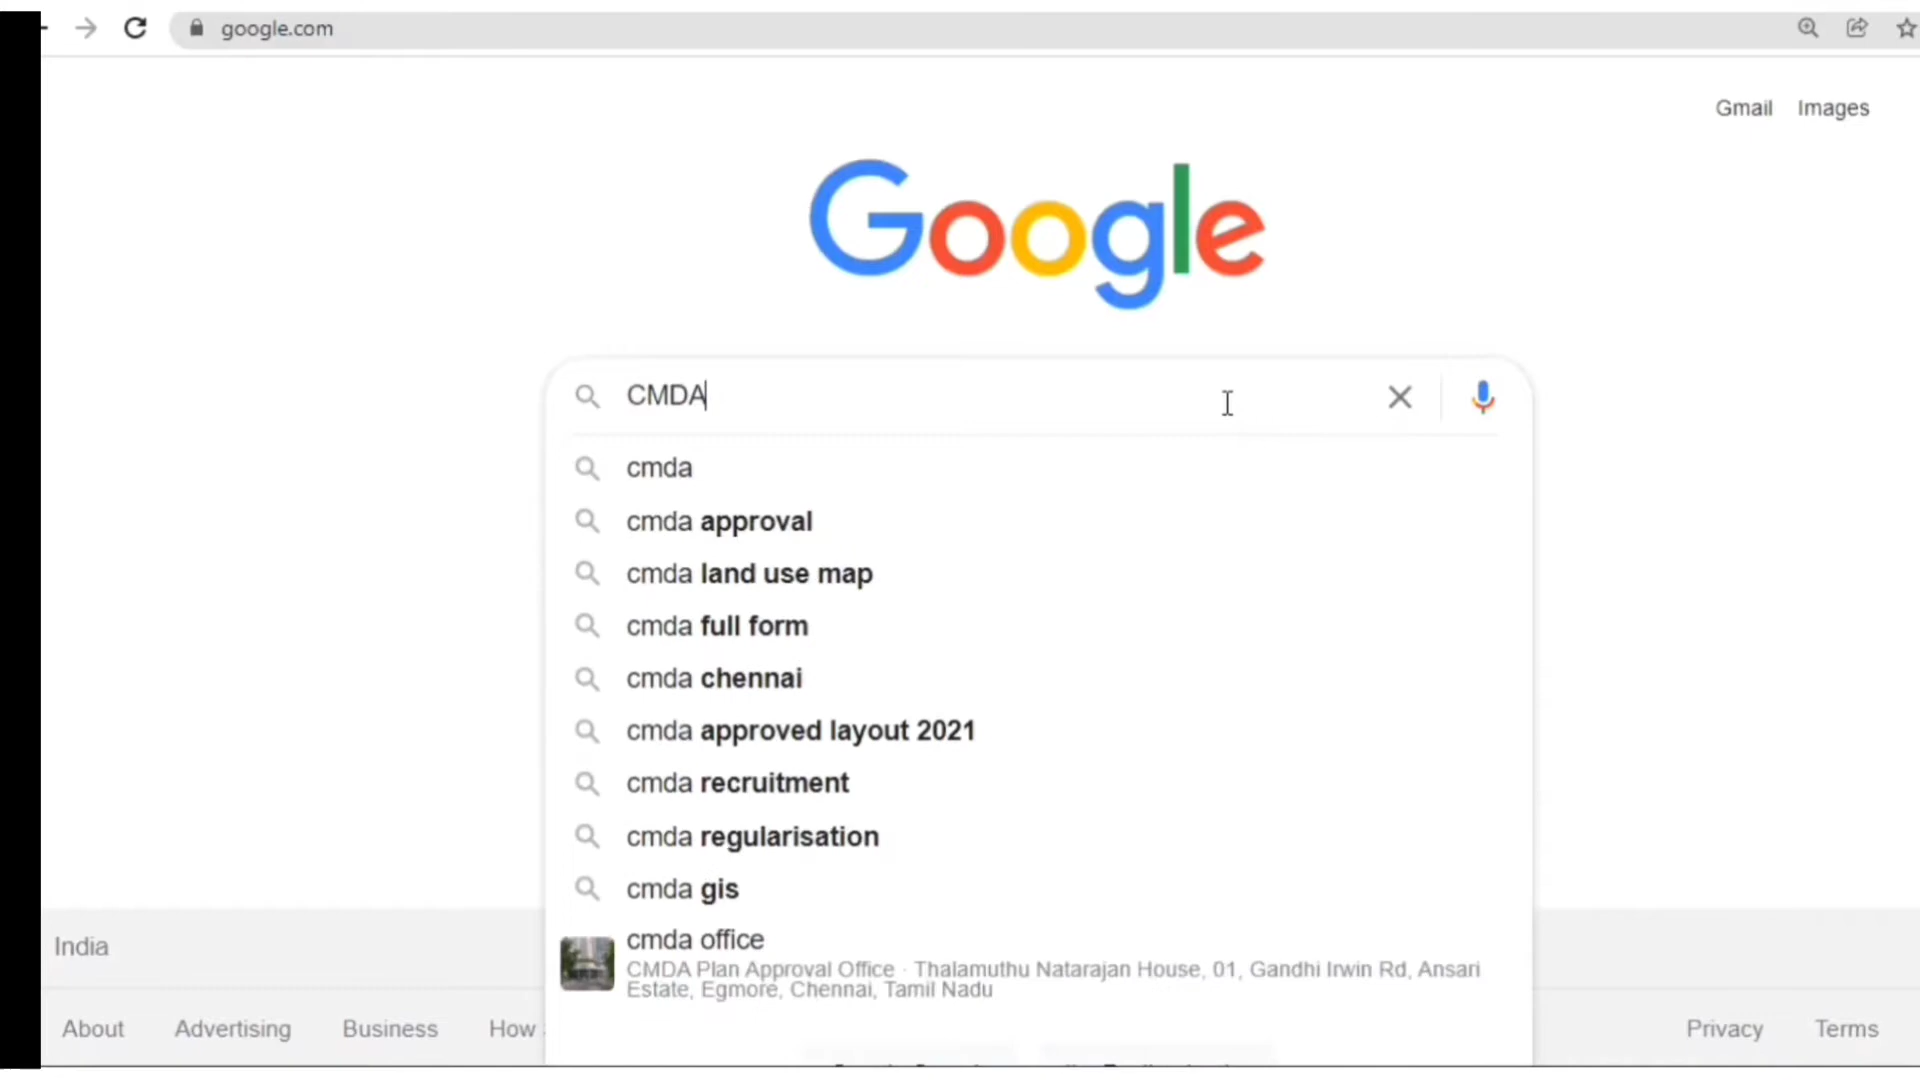 google.com
Gmail Images
Google
CMDA
cmda
cmda approval
cmda land use map
cmda full form
cmda chennai
cmda approved layout 2021
cmda recruitment
cmda regularisation
cmda gis
cmda office
CMDA Plan Approval Office · Thalamuthu Natarajan House, 01, Gandhi Irwin Rd, Ansari
Estate, Egmore, Chennai, Tamil Nadu
India
About Advertising Business How
Privacy Terms